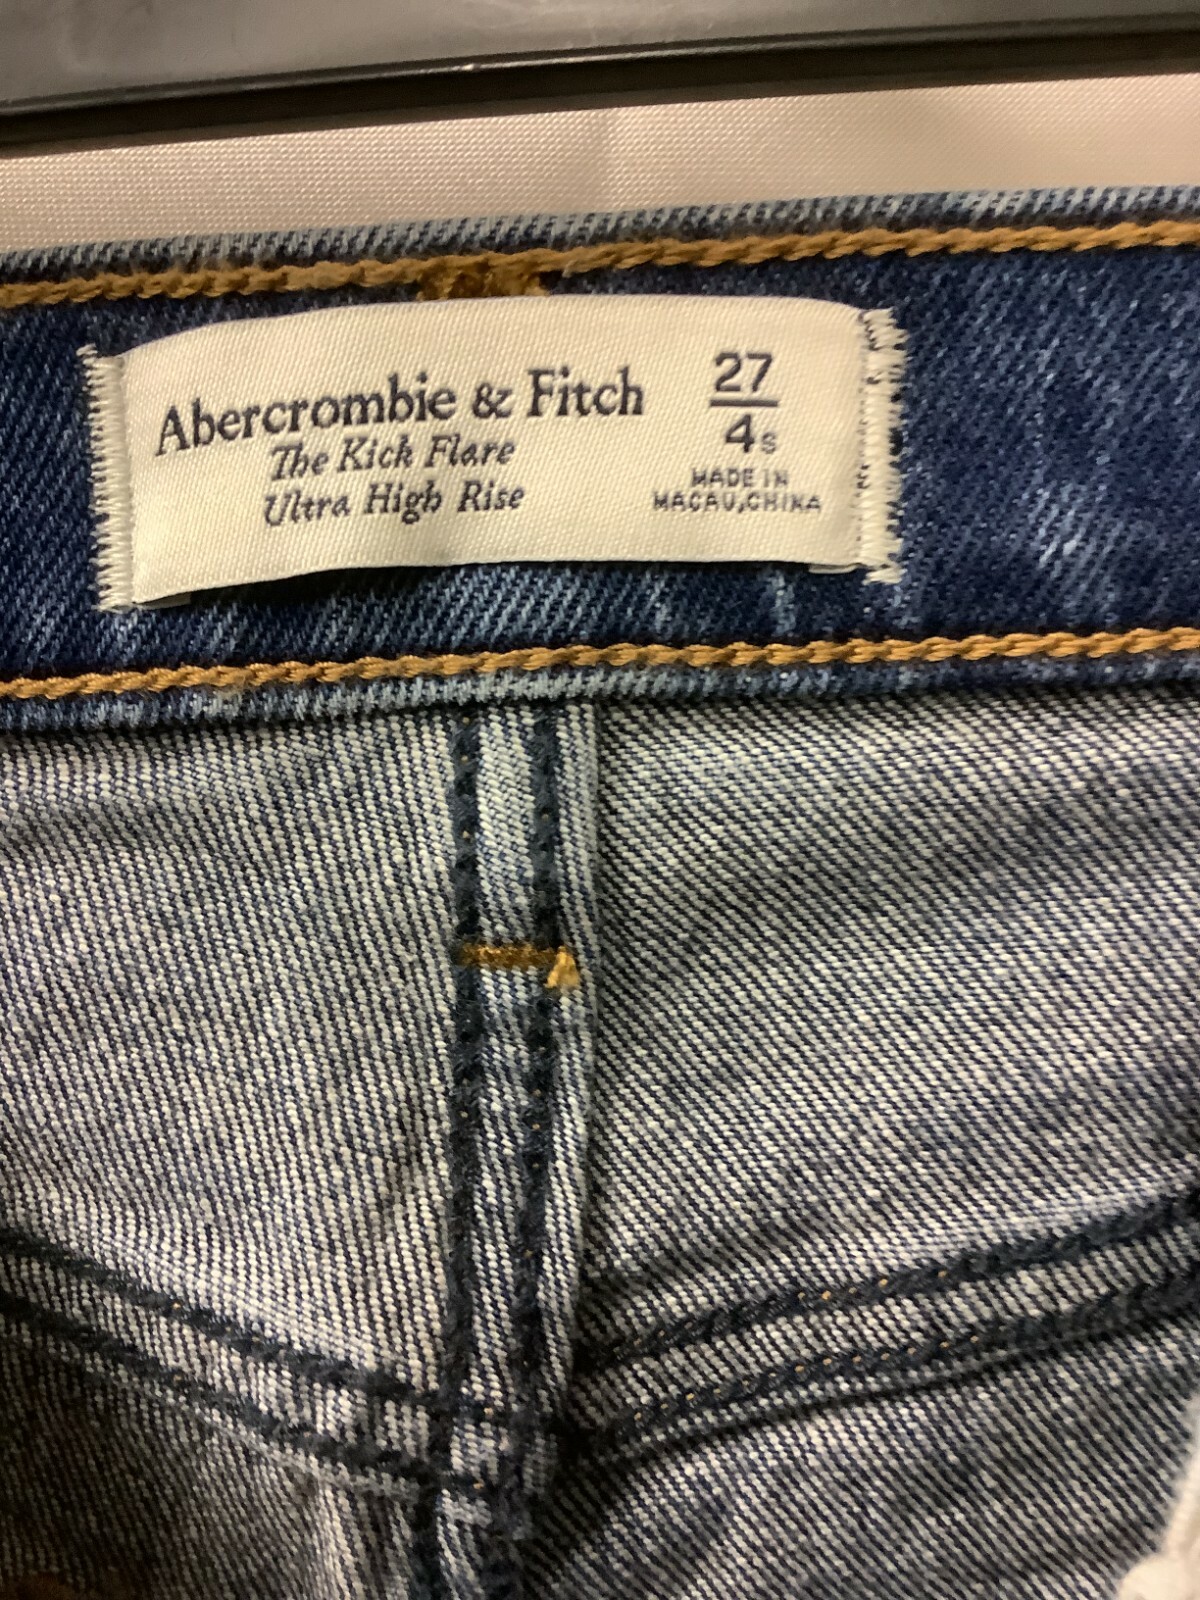 Abercrombie & Fitch
The Kick Flare
Ultra High Rise
27
4s
MADE IN
MACAU,CHINA